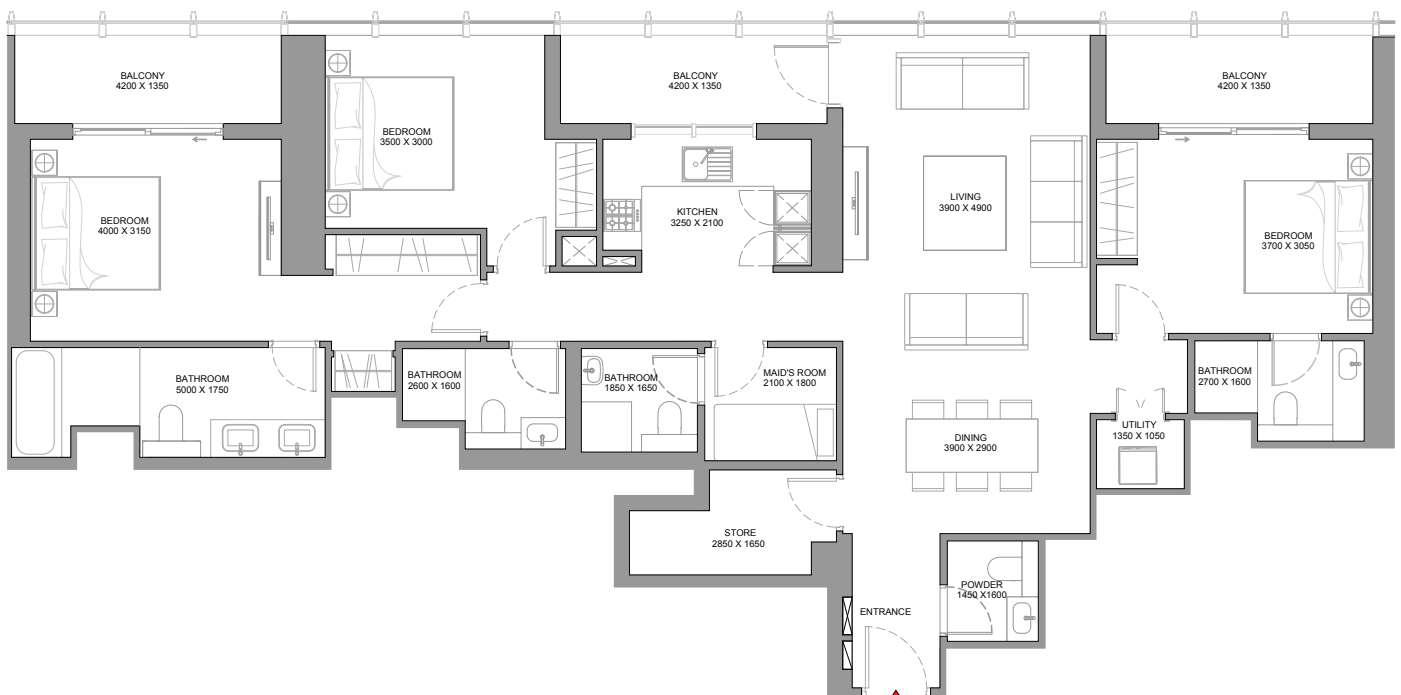 BALCONY
4200 X 1350
BALCONY
4200 X 1350
BALCONY
4200 X 1350
BEDROOM
3500 X 3000
BEDROOM
4000 X 3150
KITCHEN
3250 X 2100
LIVING
3900 X 4900
BEDROOM
3700 X 3050
BATHROOM
5000 X 1750
BATHROOM
2600 X 1600
BATHROOM
1850 X 1650
MAID'S ROOM
2100 X 1800
BATHROOM
2700 X 1600
DINING
3900 X 2900
UTILITY
1350 X 1050
STORE
2850 X 1650
POWDER
1450 X1600
ENTRANCE